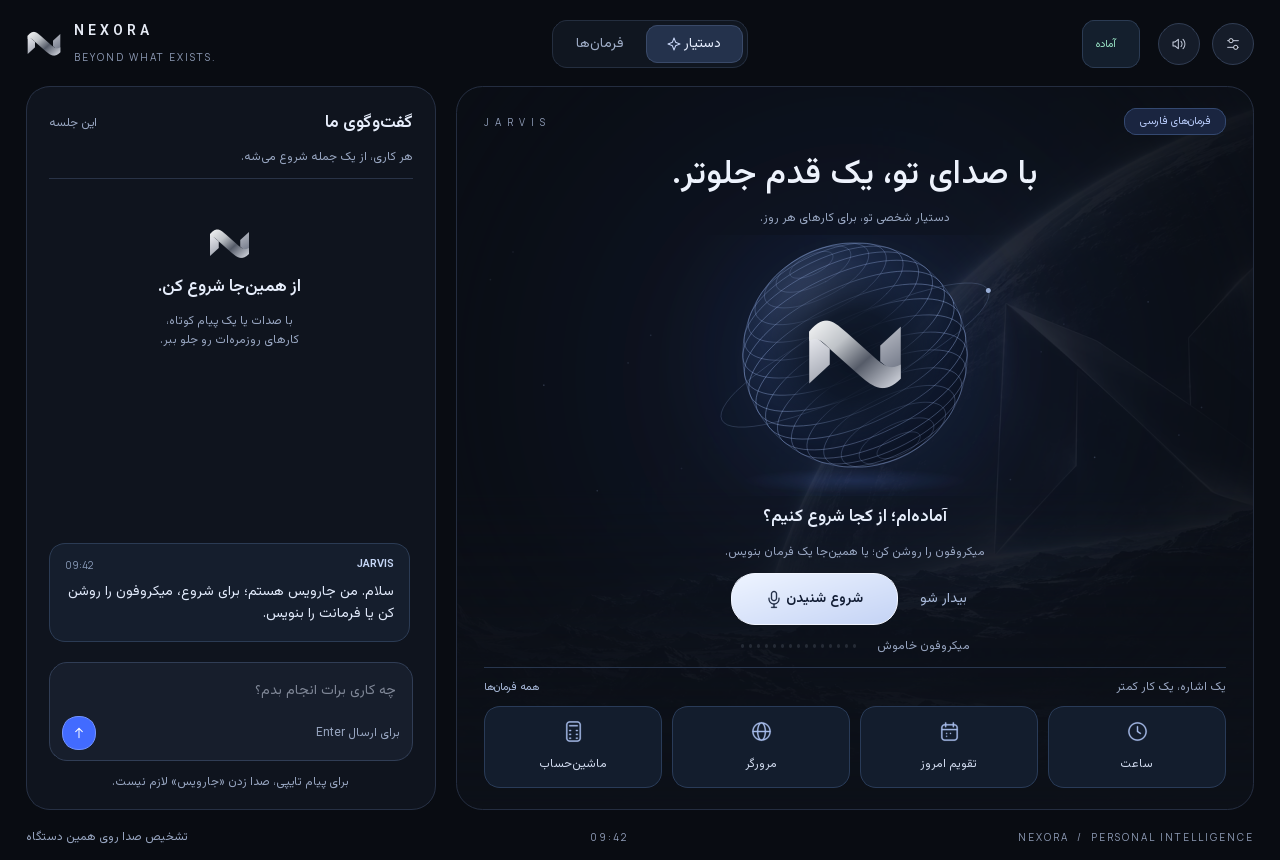 NEXORA
BEYOND WHAT EXISTS.
دستیار
فرمان‌ها
آماده
فرمان‌های فارسی
JARVIS
با صدای تو، یک قدم جلوتر.
دستیار شخصی تو، برای کارهای هر روز.
آماده‌ام؛ از کجا شروع کنیم؟
میکروفون را روشن کن؛ یا همین‌جا یک فرمان بنویس.
بیدار شو
شروع شنیدن
میکروفون خاموش
یک اشاره، یک کار کمتر
همه فرمان‌ها
ساعت
تقویم امروز
مرورگر
ماشین‌حساب
گفت‌وگوی ما
این جلسه
هر کاری، از یک جمله شروع می‌شه.
از همین‌جا شروع کن.
با صدات یا یک پیام کوتاه،
کارهای روزمره‌ات رو جلو ببر.
JARVIS
09:42
سلام. من جارویس هستم؛ برای شروع، میکروفون را روشن
کن یا فرمانت را بنویس.
چه کاری برات انجام بدم؟
برای ارسال Enter
برای پیام تایپی، صدا زدن «جارویس» لازم نیست.
NEXORA / PERSONAL INTELLIGENCE
09:42
تشخیص صدا روی همین دستگاه